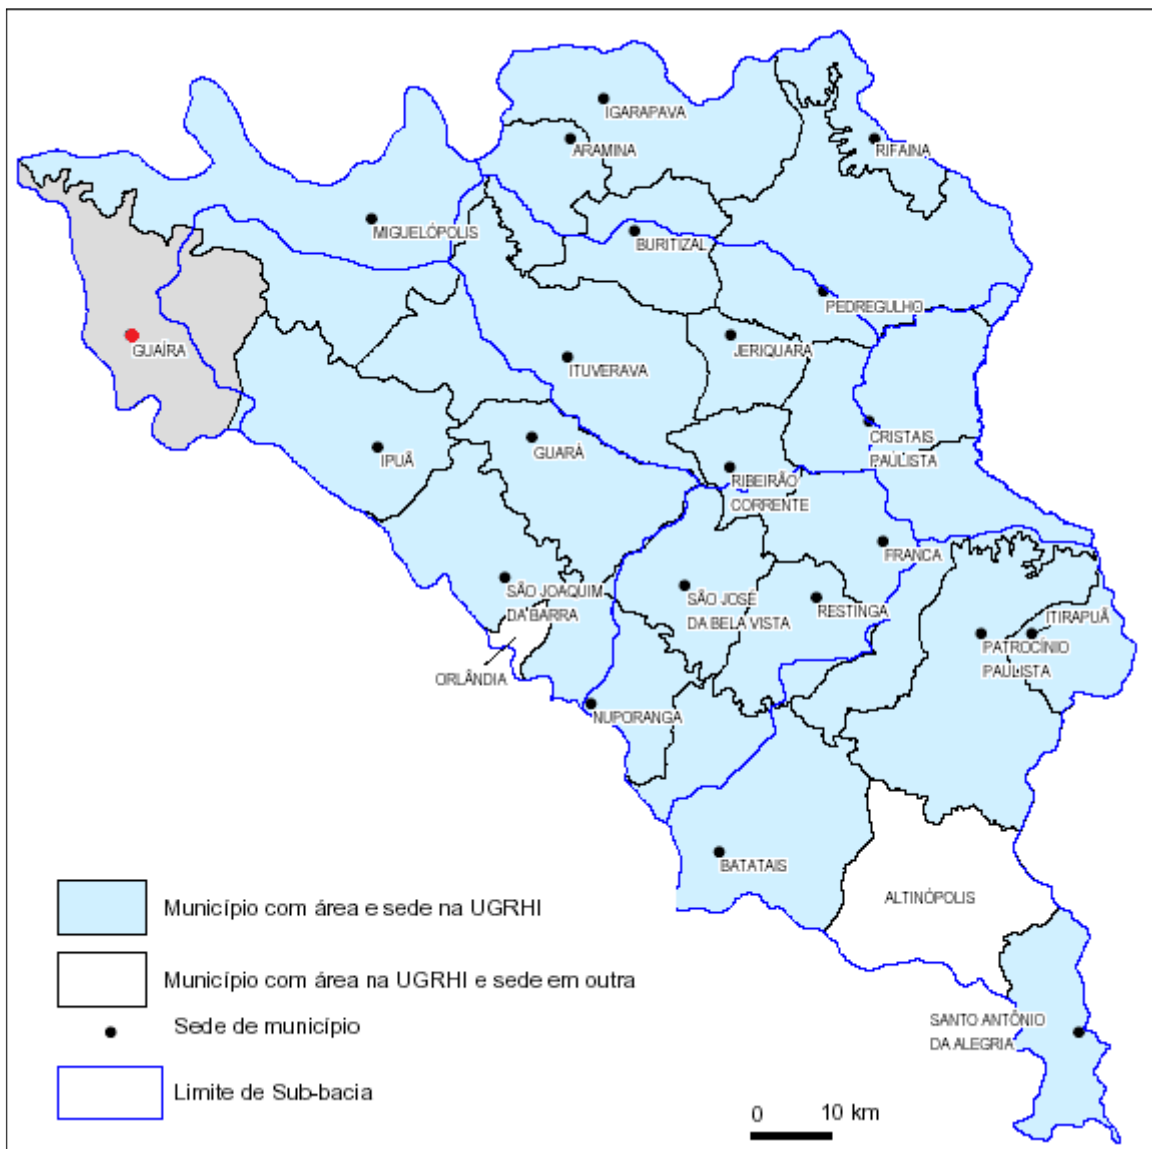 IGARAPAVA
ARAMINA
RIFAINA
MIGUELÓPOLIS
BURITIZAL
PEDREGULHO
GUAÍRA
JERIQUARA
ITUVERAVA
CRISTAIS
PAULISTA
GUARÁ
IPUÃ
RIBEIRÃO
CORRENTE
FRANCA
SÃO JOAQUIM
DA BARRA
SÃO JOSÉ
DA BELA VISTA
RESTINGA
ITIRAPUÃ
PATROCÍNIO
PAULISTA
ORLÂNDIA
NUPORANGA
BATATAIS
ALTINÓPOLIS
SANTO ANTÔNIO
DA ALEGRIA
Município com área e sede na UGRHI
Município com área na UGRHI e sede em outra
Sede de município
Limite de Sub-bacia
0 10 km